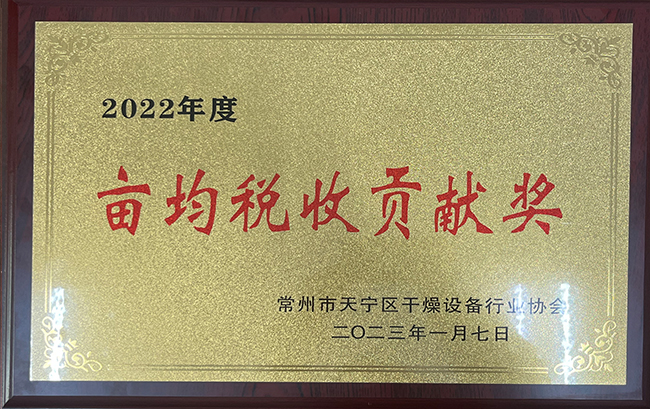 2022年度
亩均税收贡献奖
常州市天宁区干燥设备行业协会
二〇二三年一月七日